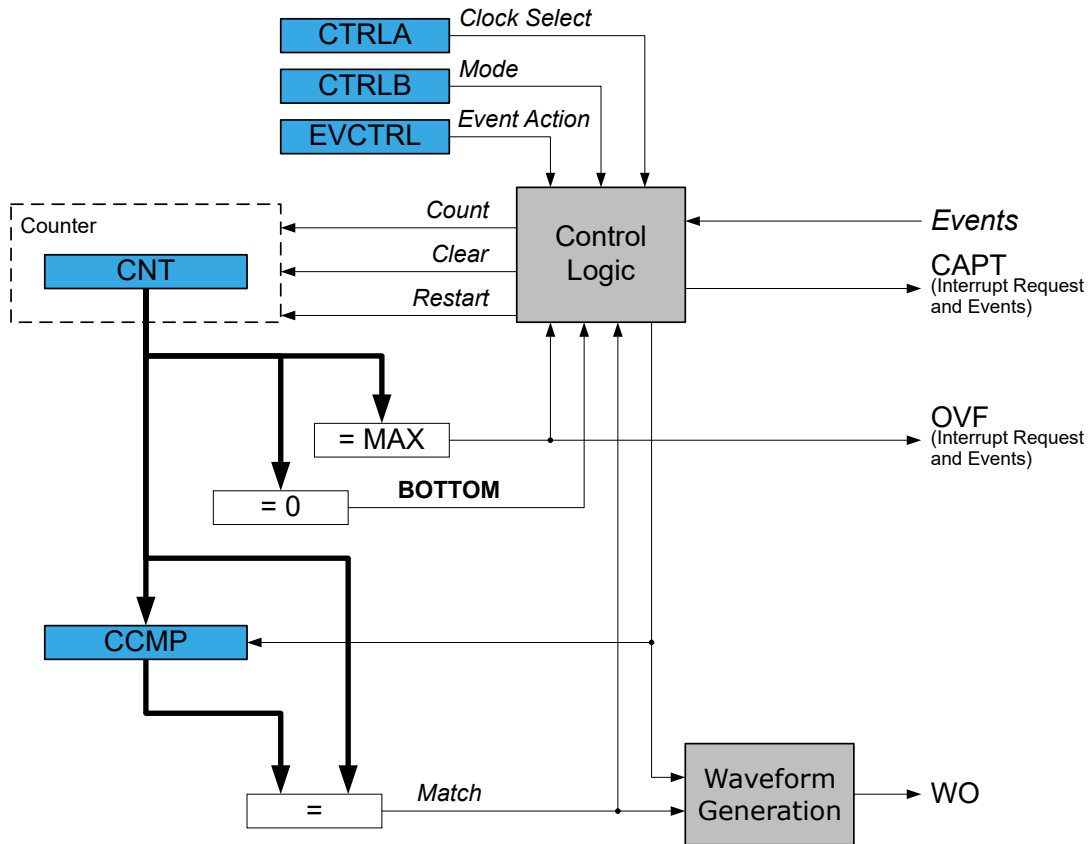 CTRLA
Clock Select
CTRLB
Mode
EVCTRL
Event Action
Counter
CNT
Count
Clear
Restart
Control
Logic
Events
CAPT
(Interrupt Request
and Events)
= MAX
OVF
(Interrupt Request
and Events)
= 0
BOTTOM
CCMP
=
Match
Waveform
Generation
WO